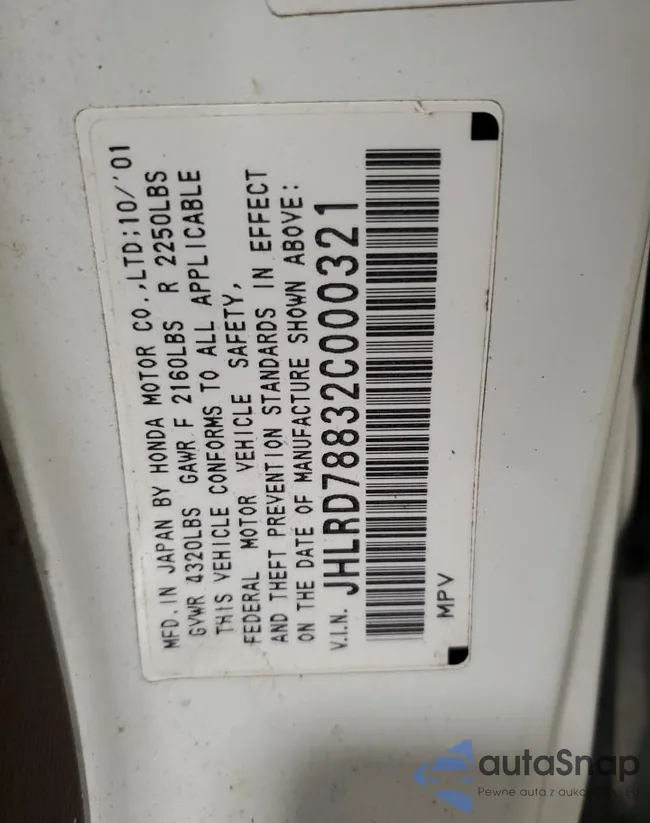 MFD. IN JAPAN BY HONDA MOTOR CO., LTD; 10/'01
GVWR 4320LBS GAWR F 2160LBS R 2250LBS
THIS VEHICLE CONFORMS TO ALL APPLICABLE
FEDERAL MOTOR VEHICLE SAFETY,
AND THEFT PREVENTION STANDARDS IN EFFECT
ON THE DATE OF MANUFACTURE SHOWN ABOVE:
V.I.N. JHLRD78832C000321
MPV
autaSnap
Pewne auta z